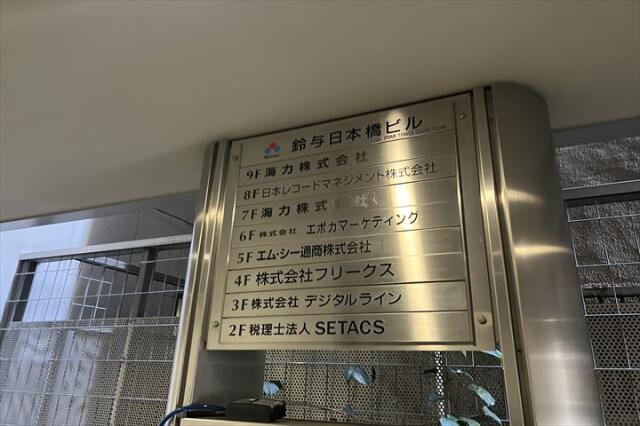 鈴与日本橋ビル
9F 海力株式会社
8F 日本レコードマネジメント株式会社
7F 海力株式会社
6F 株式会社 エポカマーケティング
5F エム・シー通商株式会社
4F 株式会社フリークス
3F 株式会社 デジタルライン
2F 税理士法人 SETACS